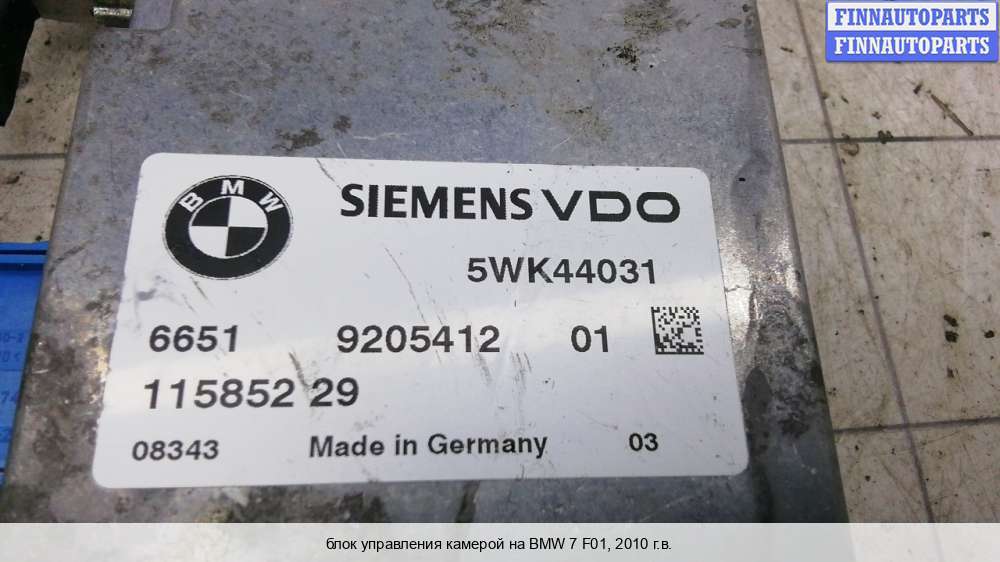 FINNAUTOPARTS
FINNAUTOPARTS
BMW
SIEMENS VDO
5WK44031
6651 9205412 01
115852 29
08343 Made in Germany 03
блок управления камерой на BMW 7 F01, 2010 г.в.